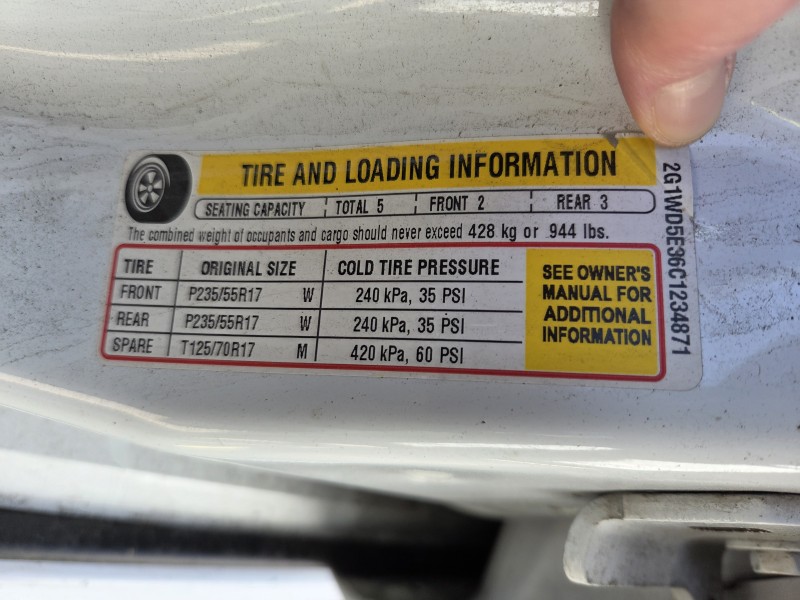 TIRE AND LOADING INFORMATION
SEATING CAPACITY TOTAL 5 FRONT 2 REAR 3
The combined weight of occupants and cargo should never exceed 428 kg or 944 lbs.
TIRE ORIGINAL SIZE COLD TIRE PRESSURE
FRONT P235/55R17 W 240 kPa, 35 PSI
REAR P235/55R17 W 240 kPa, 35 PSI
SPARE T125/70R17 M 420 kPa, 60 PSI
SEE OWNER'S
MANUAL FOR
ADDITIONAL
INFORMATION
2G1WD5E36C1234871